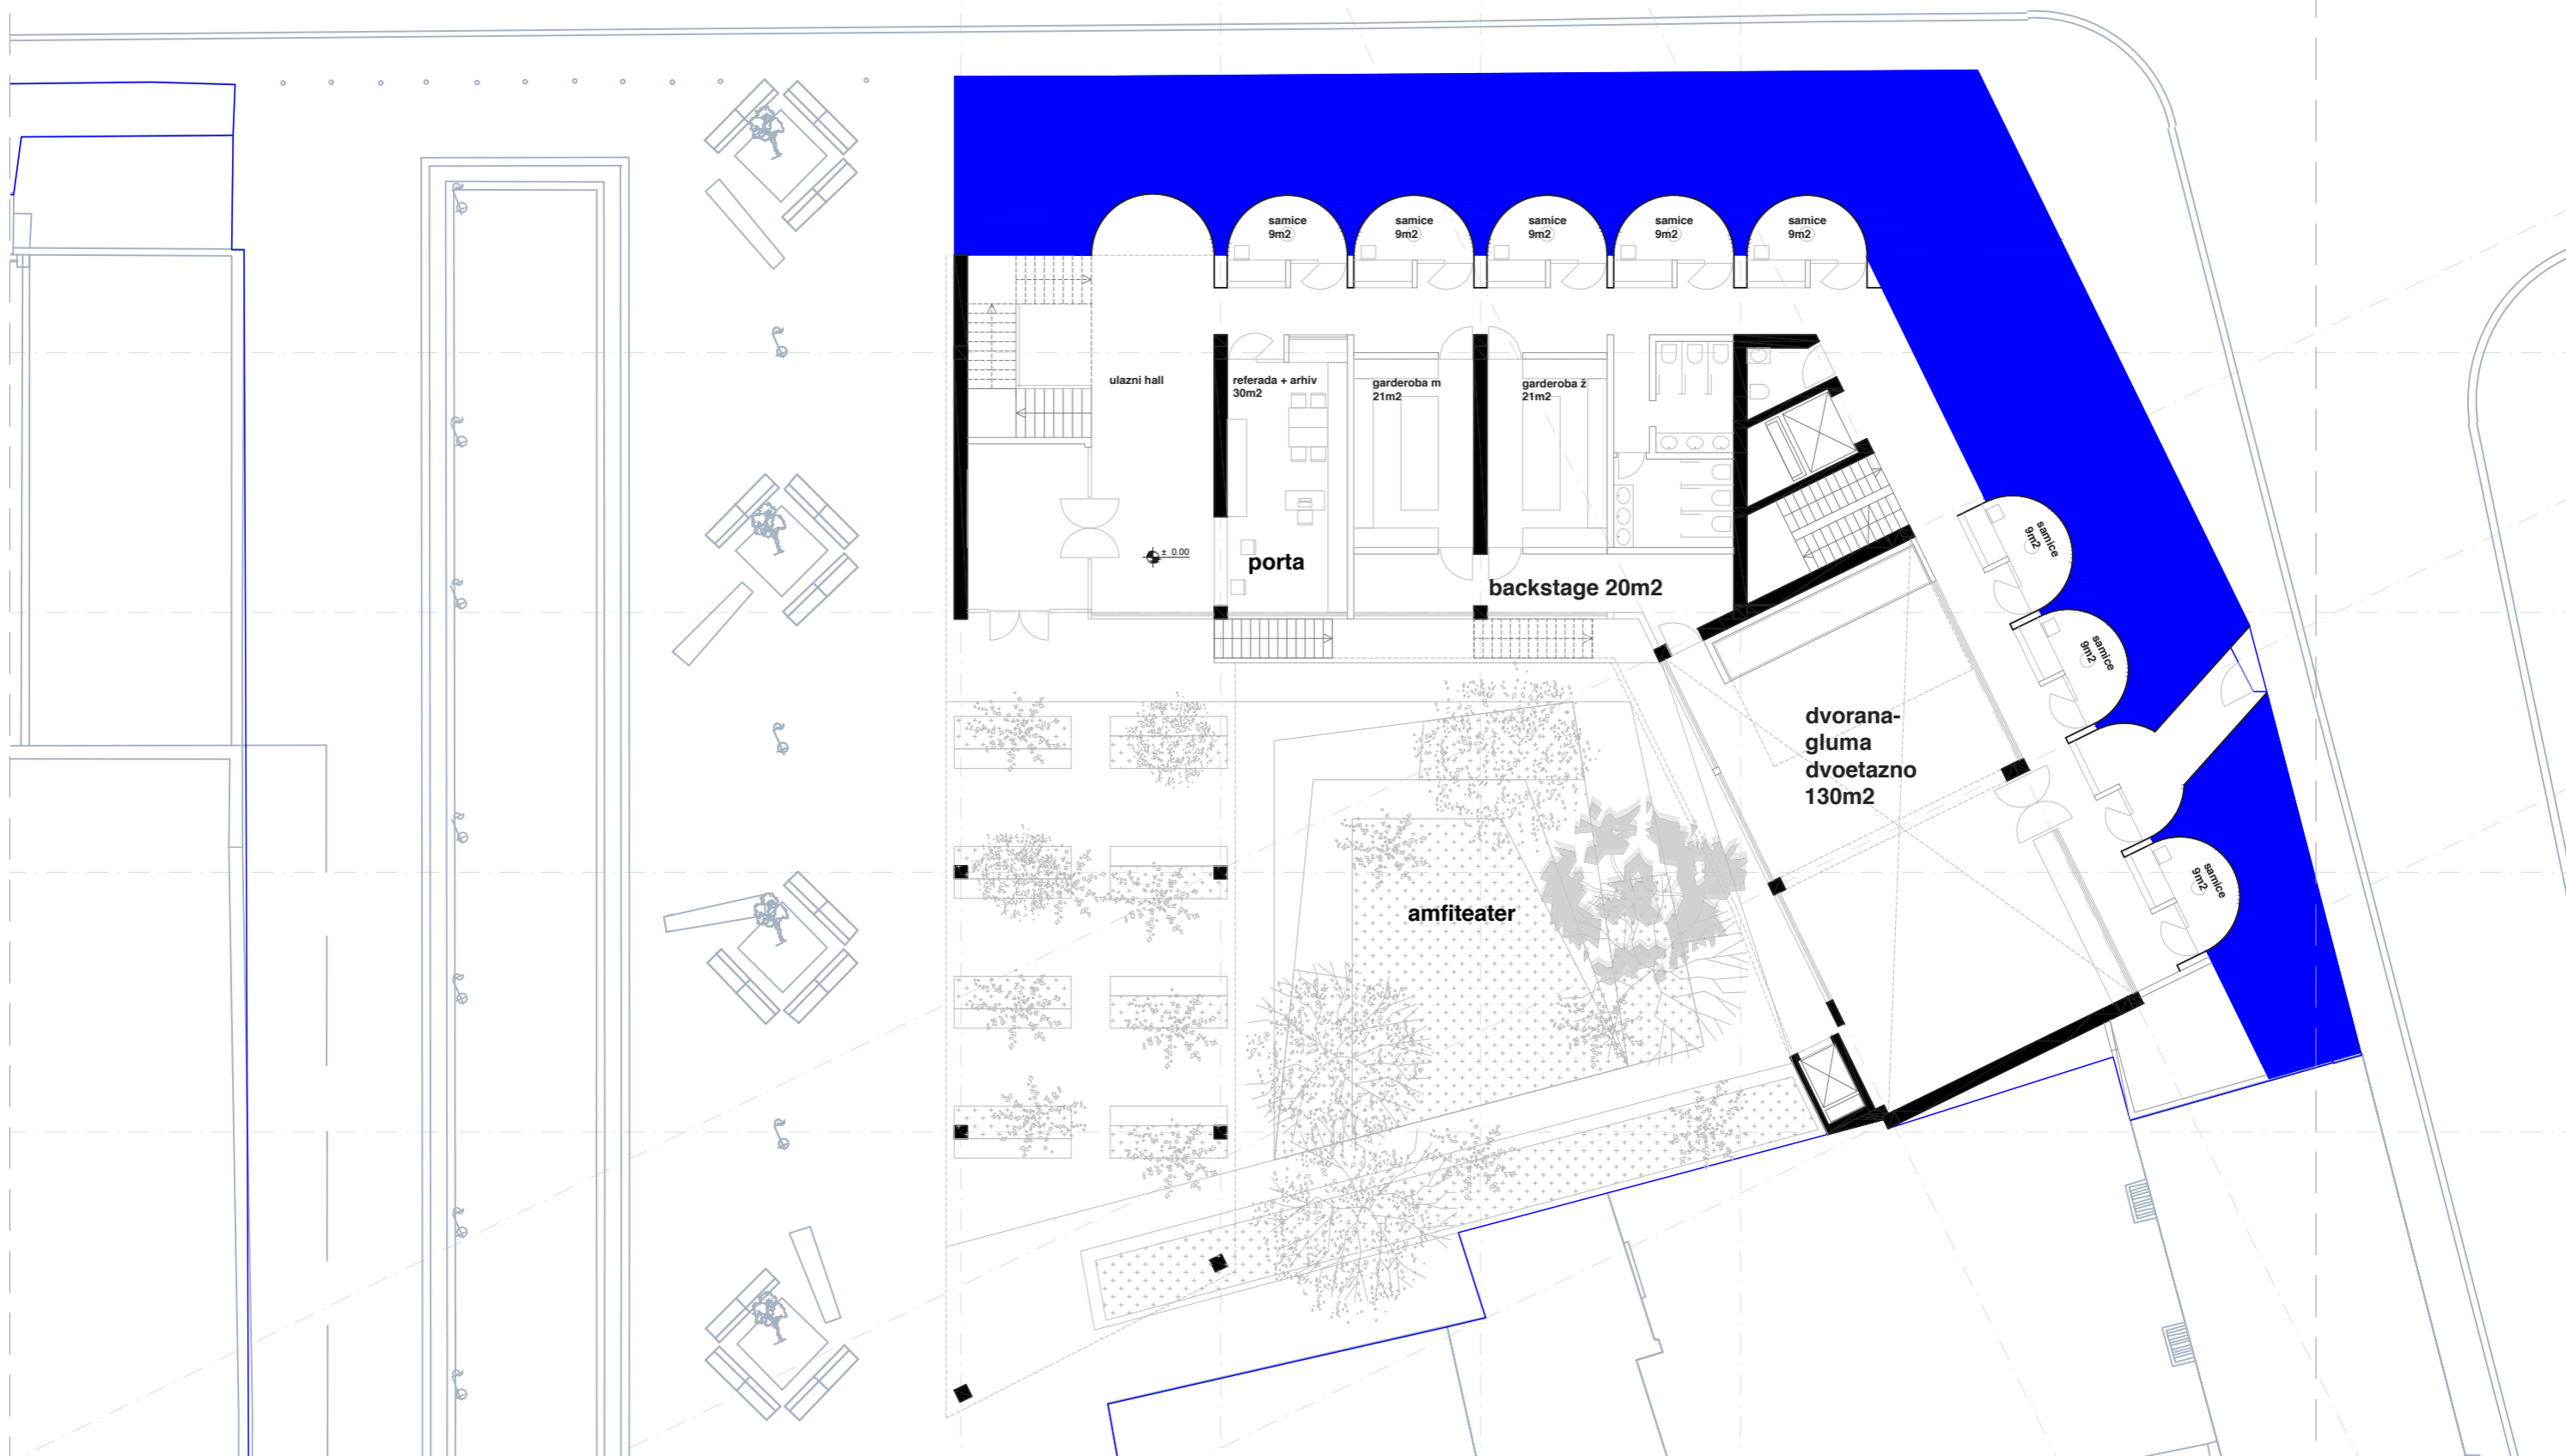 samice
9m2
samice
9m2
samice
9m2
samice
9m2
samice
9m2
ulazni hall
referada + arhiv
30m2
garderoba m
21m2
garderoba ž
21m2
± 0.00
porta
backstage 20m2
samice
9m2
samice
9m2
dvorana-
gluma
dvoetazno
130m2
samice
9m2
amfiteater